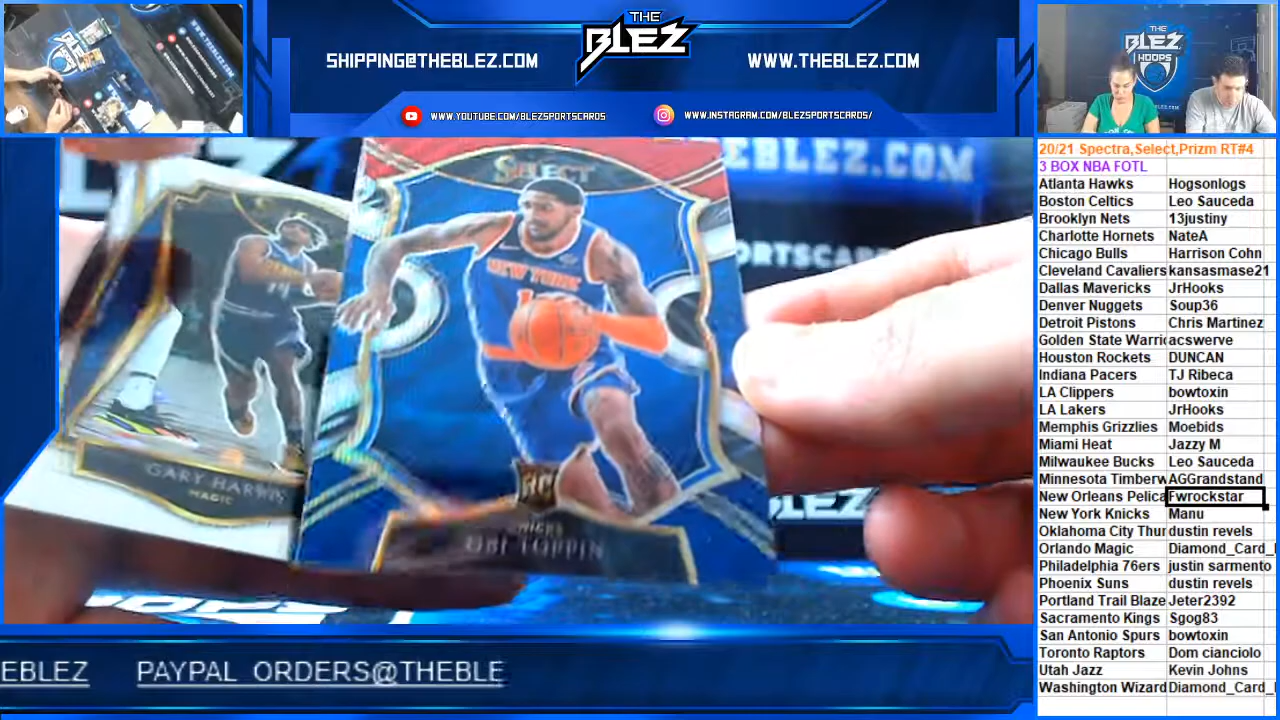 THE
BLEZ
SHIPPING@THEBLEZ.COM
WWW.THEBLEZ.COM
WWW.YOUTUBE.COM/BLEZSPORTSCARDS
WWW.INSTAGRAM.COM/BLEZSPORTSCARDS/
THE
BLEZ
HOOPS
SELECT
NEW YORK
RC
KNICKS
OBI TOPPIN
GARY HARRIS
MAGIC
EBLEZ.COM
PORTSCARDS
20/21 Spectra,Select,Prizm RT#4
3 BOX NBA FOTL
Atlanta Hawks Hogsonlogs
Boston Celtics Leo Sauceda
Brooklyn Nets 13justiny
Charlotte Hornets NateA
Chicago Bulls Harrison Cohn
Cleveland Cavaliers kansasmase21
Dallas Mavericks JrHooks
Denver Nuggets Soup36
Detroit Pistons Chris Martinez
Golden State Warri acswerve
Houston Rockets DUNCAN
Indiana Pacers TJ Ribeca
LA Clippers bowtoxin
LA Lakers JrHooks
Memphis Grizzlies Moebids
Miami Heat Jazzy M
Milwaukee Bucks Leo Sauceda
Minnesota Timberw AGGrandstand
New Orleans Pelica Fwrockstar
New York Knicks Manu
Oklahoma City Thu dustin revels
Orlando Magic Diamond_Card_
Philadelphia 76ers justin sarmento
Phoenix Suns dustin revels
Portland Trail Blaze Jeter2392
Sacramento Kings Sgog83
San Antonio Spurs bowtoxin
Toronto Raptors Dom cianciolo
Utah Jazz Kevin Johns
Washington Wizard Diamond_Card_
EBLEZ PAYPAL ORDERS@THEBLE